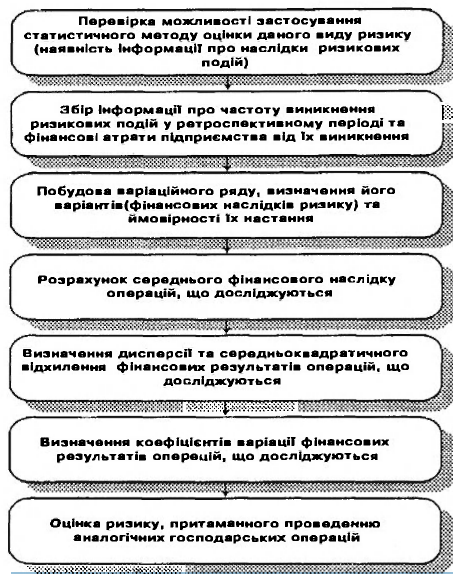 Перевірка можливості застосування
статистичного методу оцінки даного виду ризику
(наявність інформації про наслідки ризикових
подій)
Збір інформації про частоту виникнення
ризикових подій у ретроспективному періоді та
фінансові атрати підприємства від їх виникнення
Побудова варіаційного ряду, визначення його
варіантів(фінансових наслідків ризику) та
ймовірності їх настання
Розрахунок середнього фінансового наслідку
операцій, що досліджуються
Визначення дисперсії та середньоквадратичного
відхилення фінансових результатів операцій, що
досліджуються
Визначення коефіцієнтів варіації фінансових
результатів операцій, що досліджуються
Оцінка ризику, притаманного проведенню
аналогічних господарських операцій